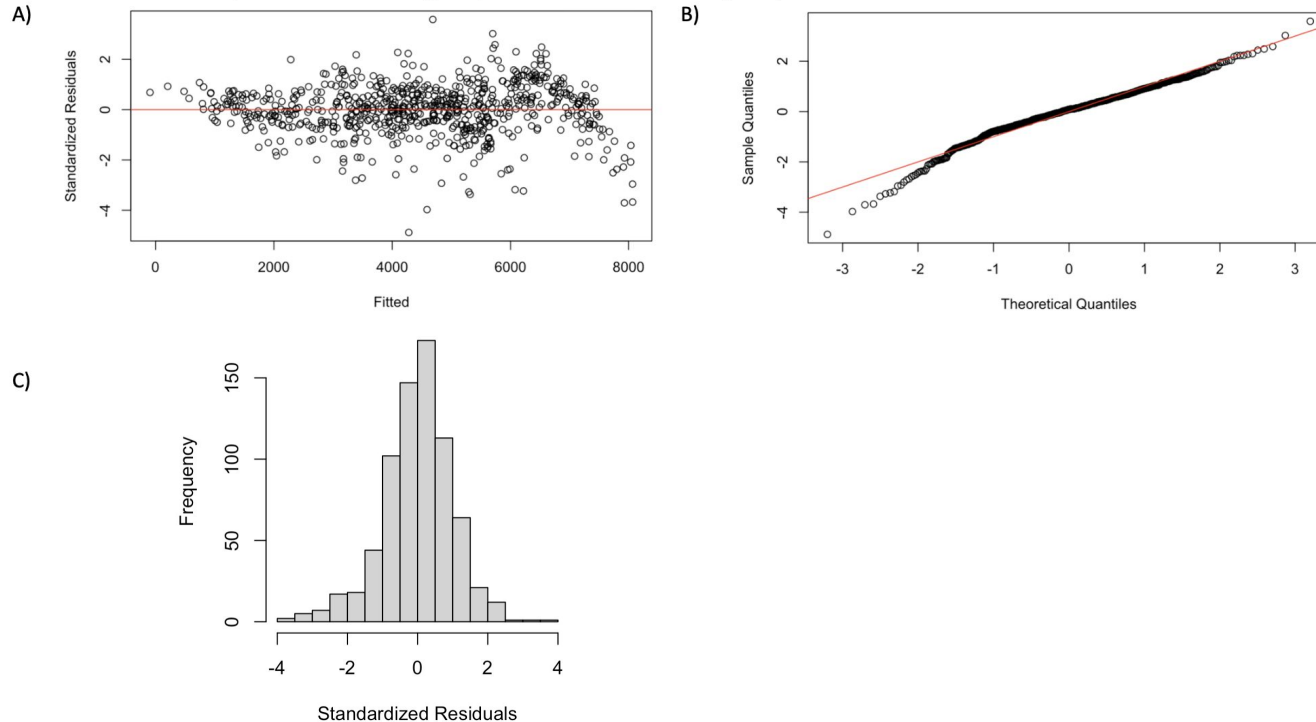 A)
Standardized Residuals
2
0
-2
-4
0 2000 4000 6000 8000
Fitted
B)
Sample Quantiles
2
0
-2
-4
-3 -2 -1 0 1 2 3
Theoretical Quantiles
C)
Frequency
150
100
50
0
-4 -2 0 2 4
Standardized Residuals